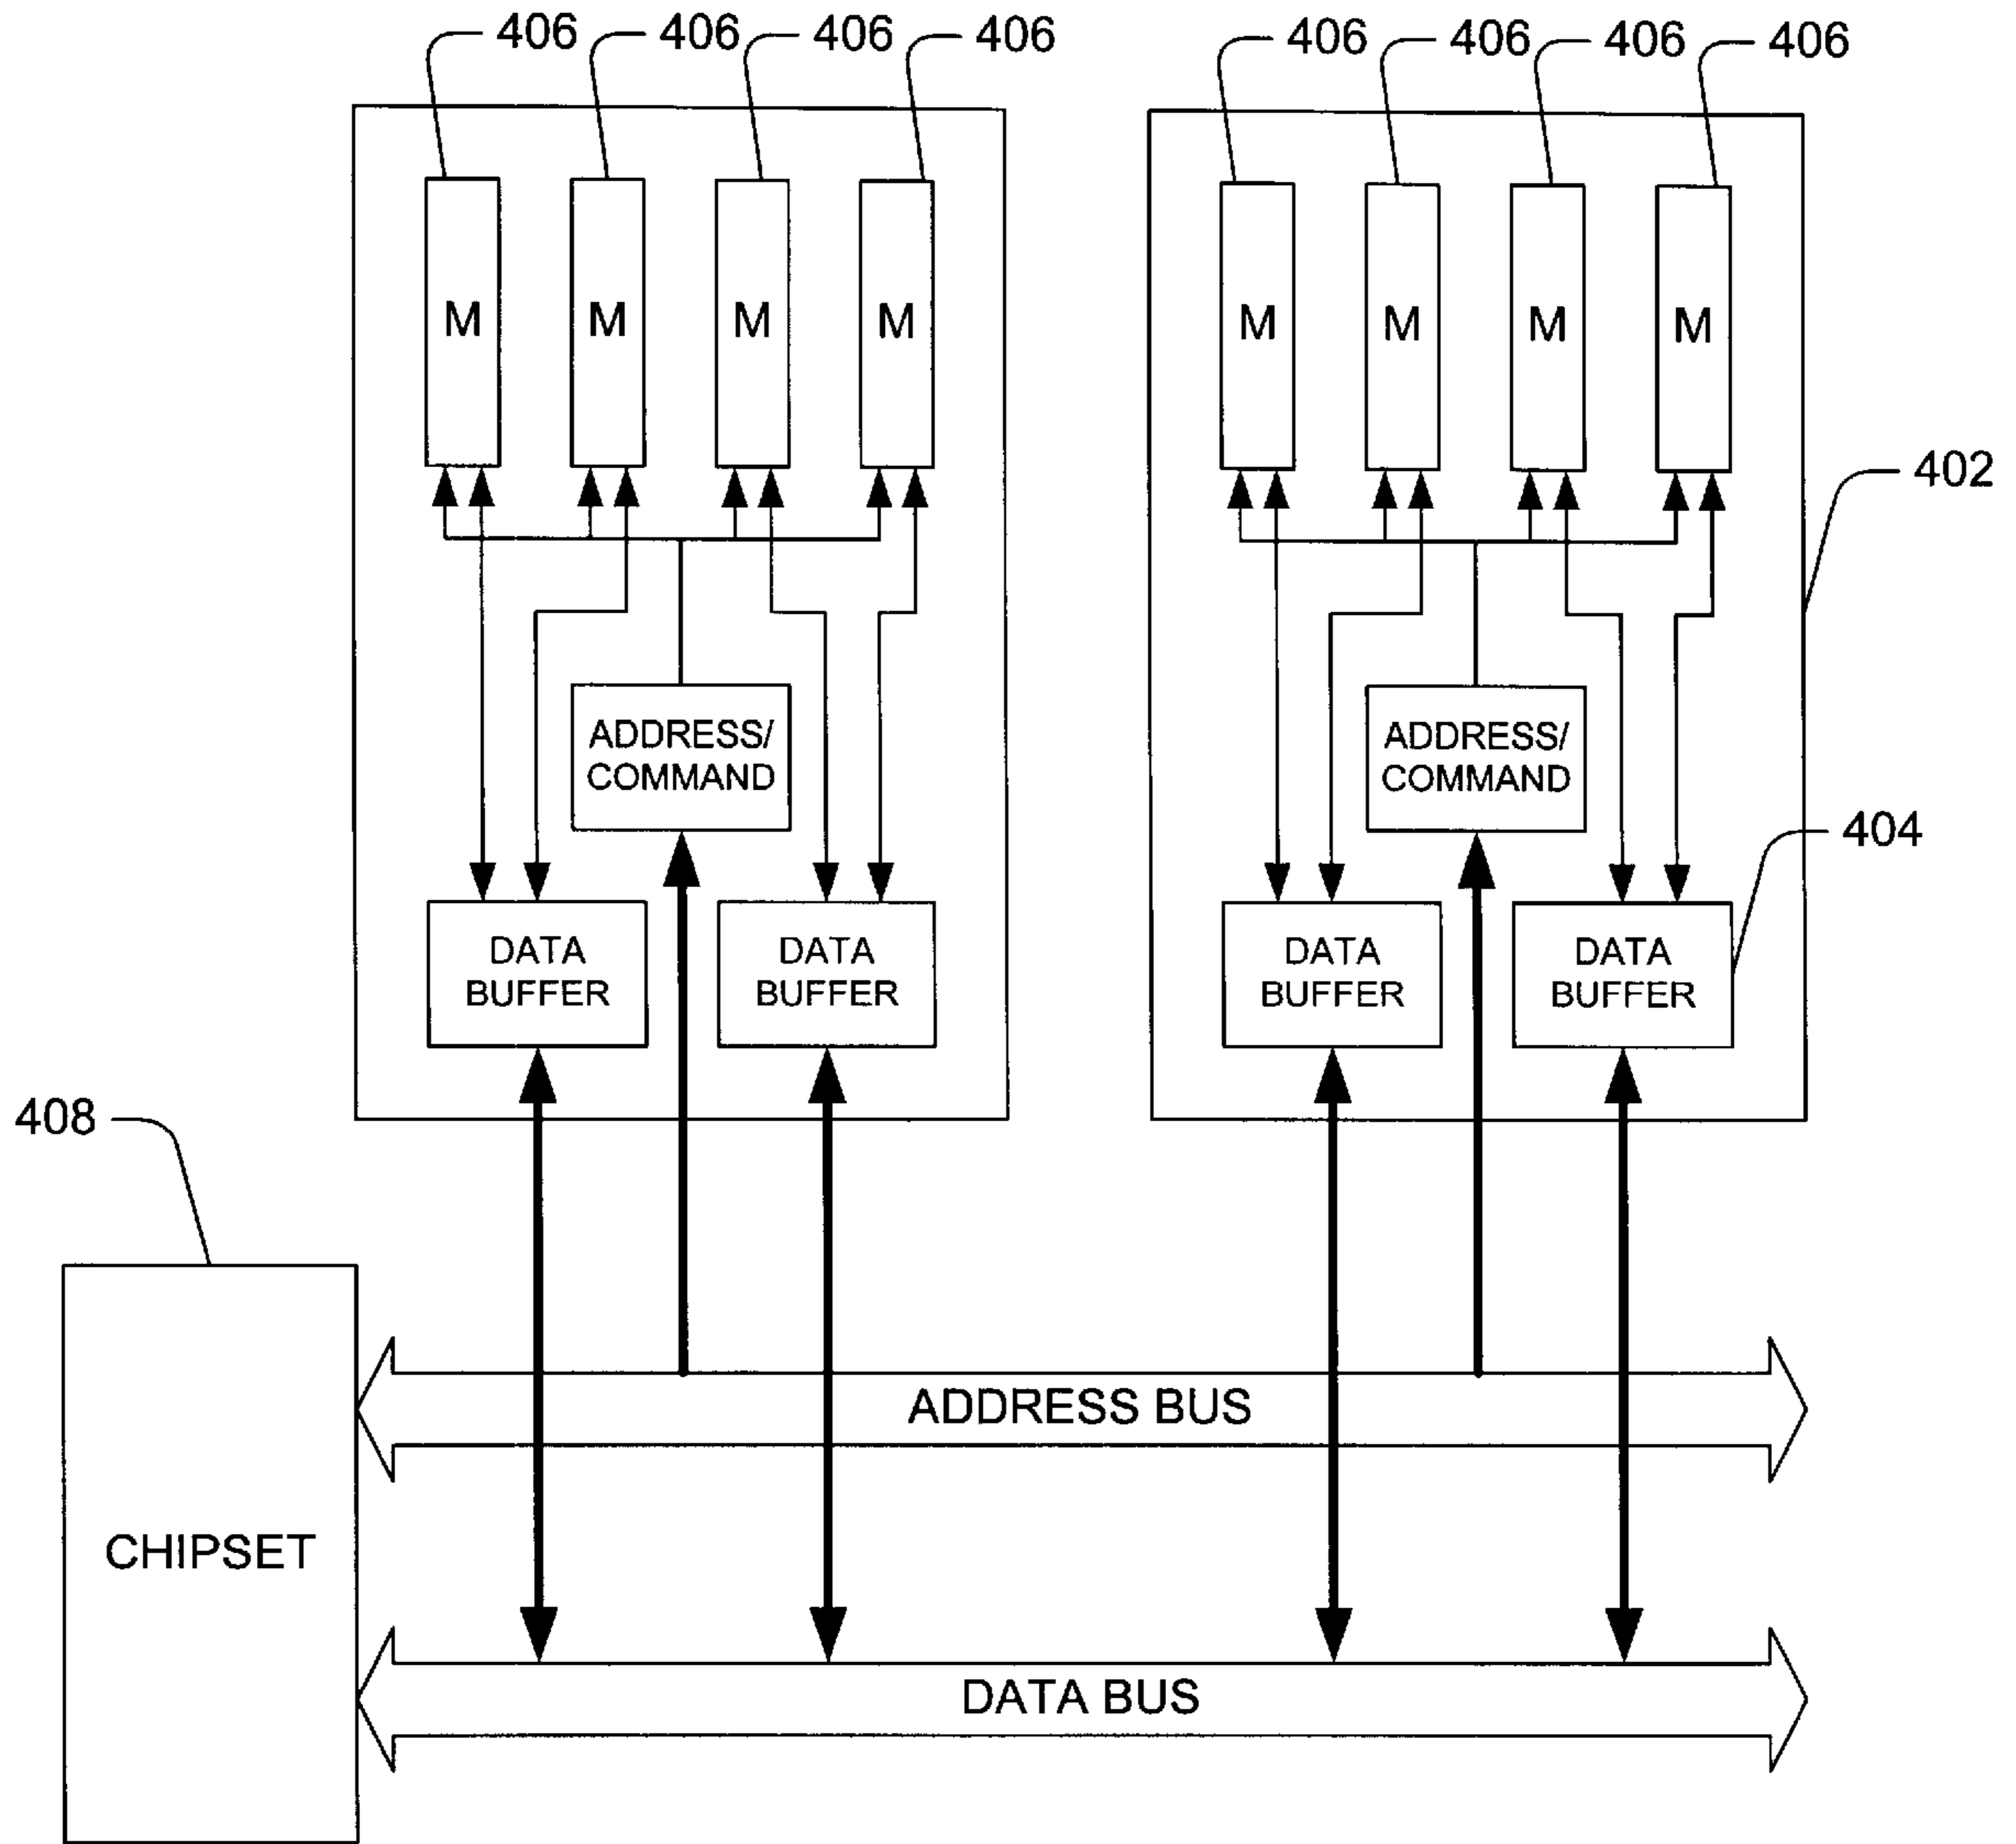 406 406 406 406 406 406 406 406
M M M M M M M M
402
ADDRESS/
COMMAND
ADDRESS/
COMMAND
404
DATA
BUFFER
DATA
BUFFER
DATA
BUFFER
DATA
BUFFER
408
ADDRESS BUS
CHIPSET
DATA BUS